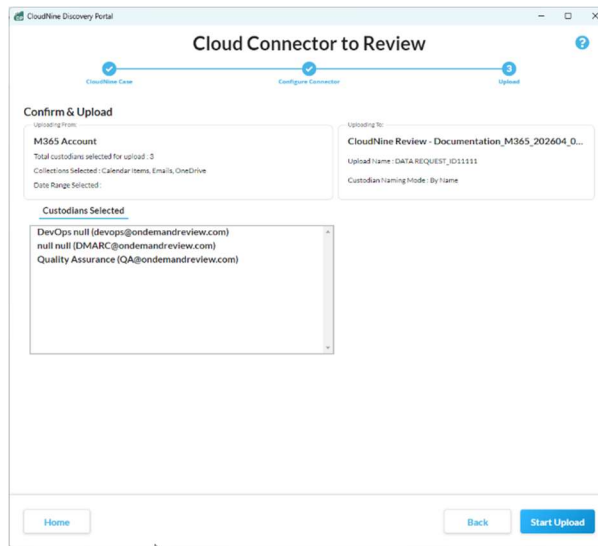 CloudNine Discovery Portal
Cloud Connector to Review
?
3
CloudNine Case
Configure Connector
Upload
Confirm & Upload
Uploading From:
M365 Account
Total custodians selected for upload : 3
Collections Selected : Calendar Items, Emails, OneDrive
Date Range Selected :
Uploading To:
CloudNine Review - Documentation_M365_202604_0...
Upload Name : DATA REQUEST_ID11111
Custodian Naming Mode : By Name
Custodians Selected
DevOps null (devops@ondemandreview.com)
null null (DMARC@ondemandreview.com)
Quality Assurance (QA@ondemandreview.com)
Home
Back
Start Upload